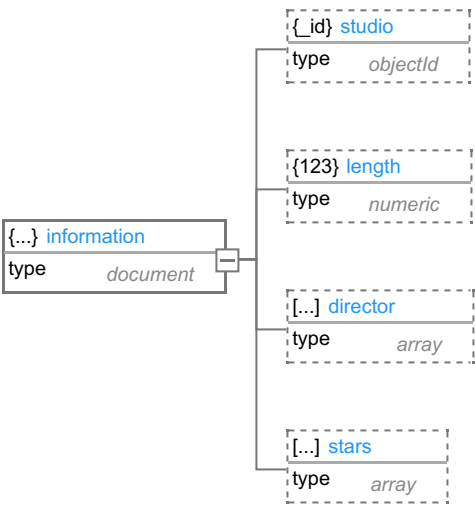 {_id} studio
type objectId
{123} length
type numeric
{...} information
type document
[...] director
type array
[...] stars
type array